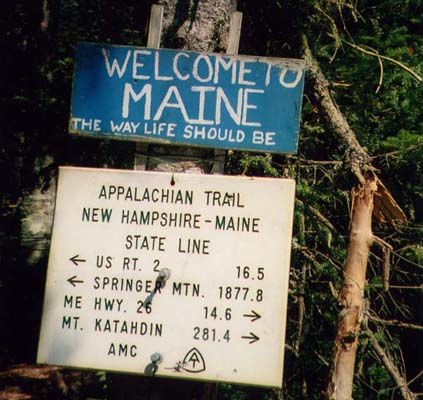 WELCOME TO
MAINE
THE WAY LIFE SHOULD BE
APPALACHIAN TRAIL
NEW HAMPSHIRE - MAINE
STATE LINE
← US RT. 2 16.5
← SPRINGER MTN. 1877.8
ME HWY. 26 14.6 →
MT. KATAHDIN 281.4 →
AMC